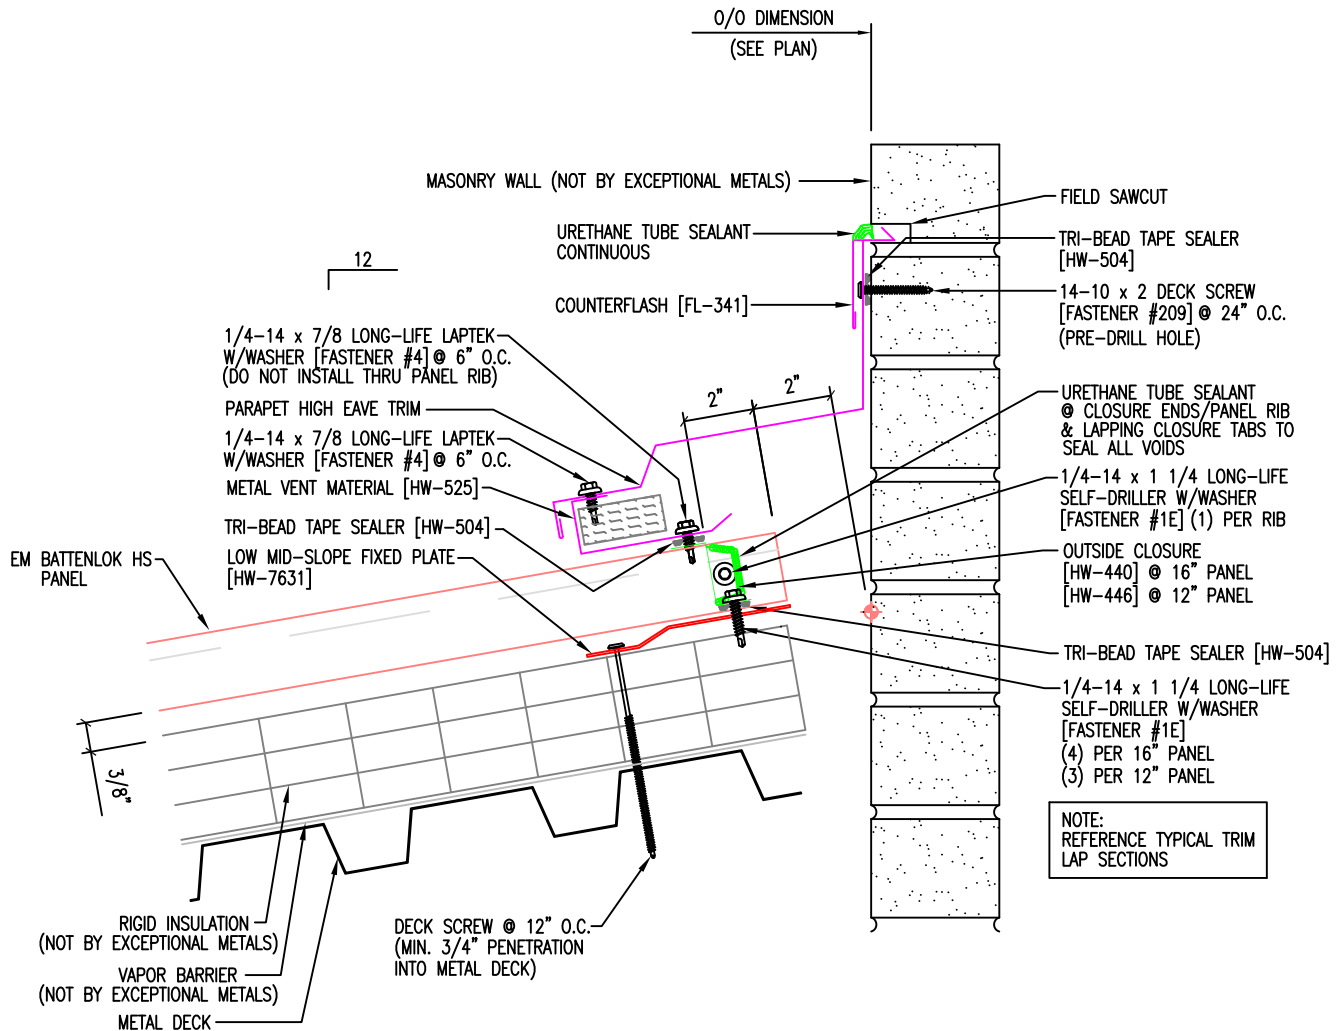 O/O DIMENSION
(SEE PLAN)
MASONRY WALL (NOT BY EXCEPTIONAL METALS)
FIELD SAWCUT
URETHANE TUBE SEALANT
CONTINUOUS
TRI-BEAD TAPE SEALER
[HW-504]
12
COUNTERFLASH [FL-341]
14-10 x 2 DECK SCREW
[FASTENER #209] @ 24" O.C.
(PRE-DRILL HOLE)
1/4-14 x 7/8 LONG-LIFE LAPTEK
W/WASHER [FASTENER #4] @ 6" O.C.
(DO NOT INSTALL THRU PANEL RIB)
2"
2"
URETHANE TUBE SEALANT
@ CLOSURE ENDS/PANEL RIB
& LAPPING CLOSURE TABS TO
SEAL ALL VOIDS
PARAPET HIGH EAVE TRIM
1/4-14 x 7/8 LONG-LIFE LAPTEK
W/WASHER [FASTENER #4] @ 6" O.C.
METAL VENT MATERIAL [HW-525]
1/4-14 x 1 1/4 LONG-LIFE
SELF-DRILLER W/WASHER
[FASTENER #1E] (1) PER RIB
TRI-BEAD TAPE SEALER [HW-504]
LOW MID-SLOPE FIXED PLATE
[HW-7631]
EM BATTENLOK HS
PANEL
OUTSIDE CLOSURE
[HW-440] @ 16" PANEL
[HW-446] @ 12" PANEL
TRI-BEAD TAPE SEALER [HW-504]
1/4-14 x 1 1/4 LONG-LIFE
SELF-DRILLER W/WASHER
[FASTENER #1E]
(4) PER 16" PANEL
(3) PER 12" PANEL
3/8"
NOTE:
REFERENCE TYPICAL TRIM
LAP SECTIONS
RIGID INSULATION
(NOT BY EXCEPTIONAL METALS)
VAPOR BARRIER
(NOT BY EXCEPTIONAL METALS)
METAL DECK
DECK SCREW @ 12" O.C.
(MIN. 3/4" PENETRATION
INTO METAL DECK)